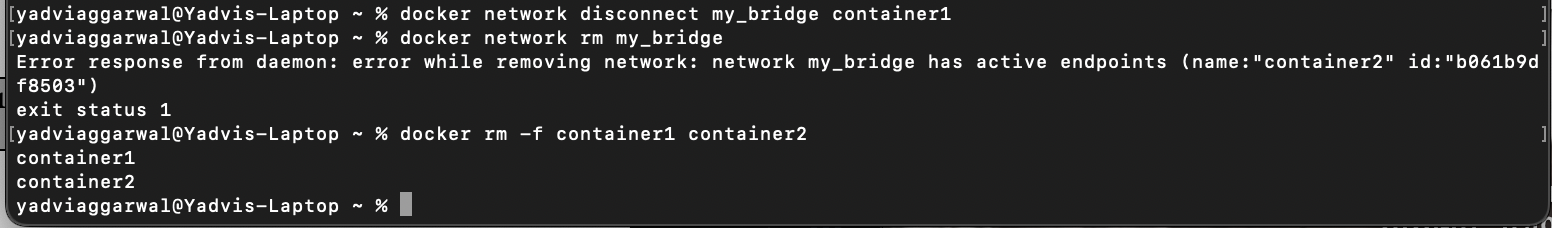 [yadviaggarwal@Yadvis-Laptop ~ % docker network disconnect my_bridge container1 ]
[yadviaggarwal@Yadvis-Laptop ~ % docker network rm my_bridge ]
Error response from daemon: error while removing network: network my_bridge has active endpoints (name:"container2" id:"b061b9d
f8503")
exit status 1
[yadviaggarwal@Yadvis-Laptop ~ % docker rm -f container1 container2 ]
container1
container2
yadviaggarwal@Yadvis-Laptop ~ %